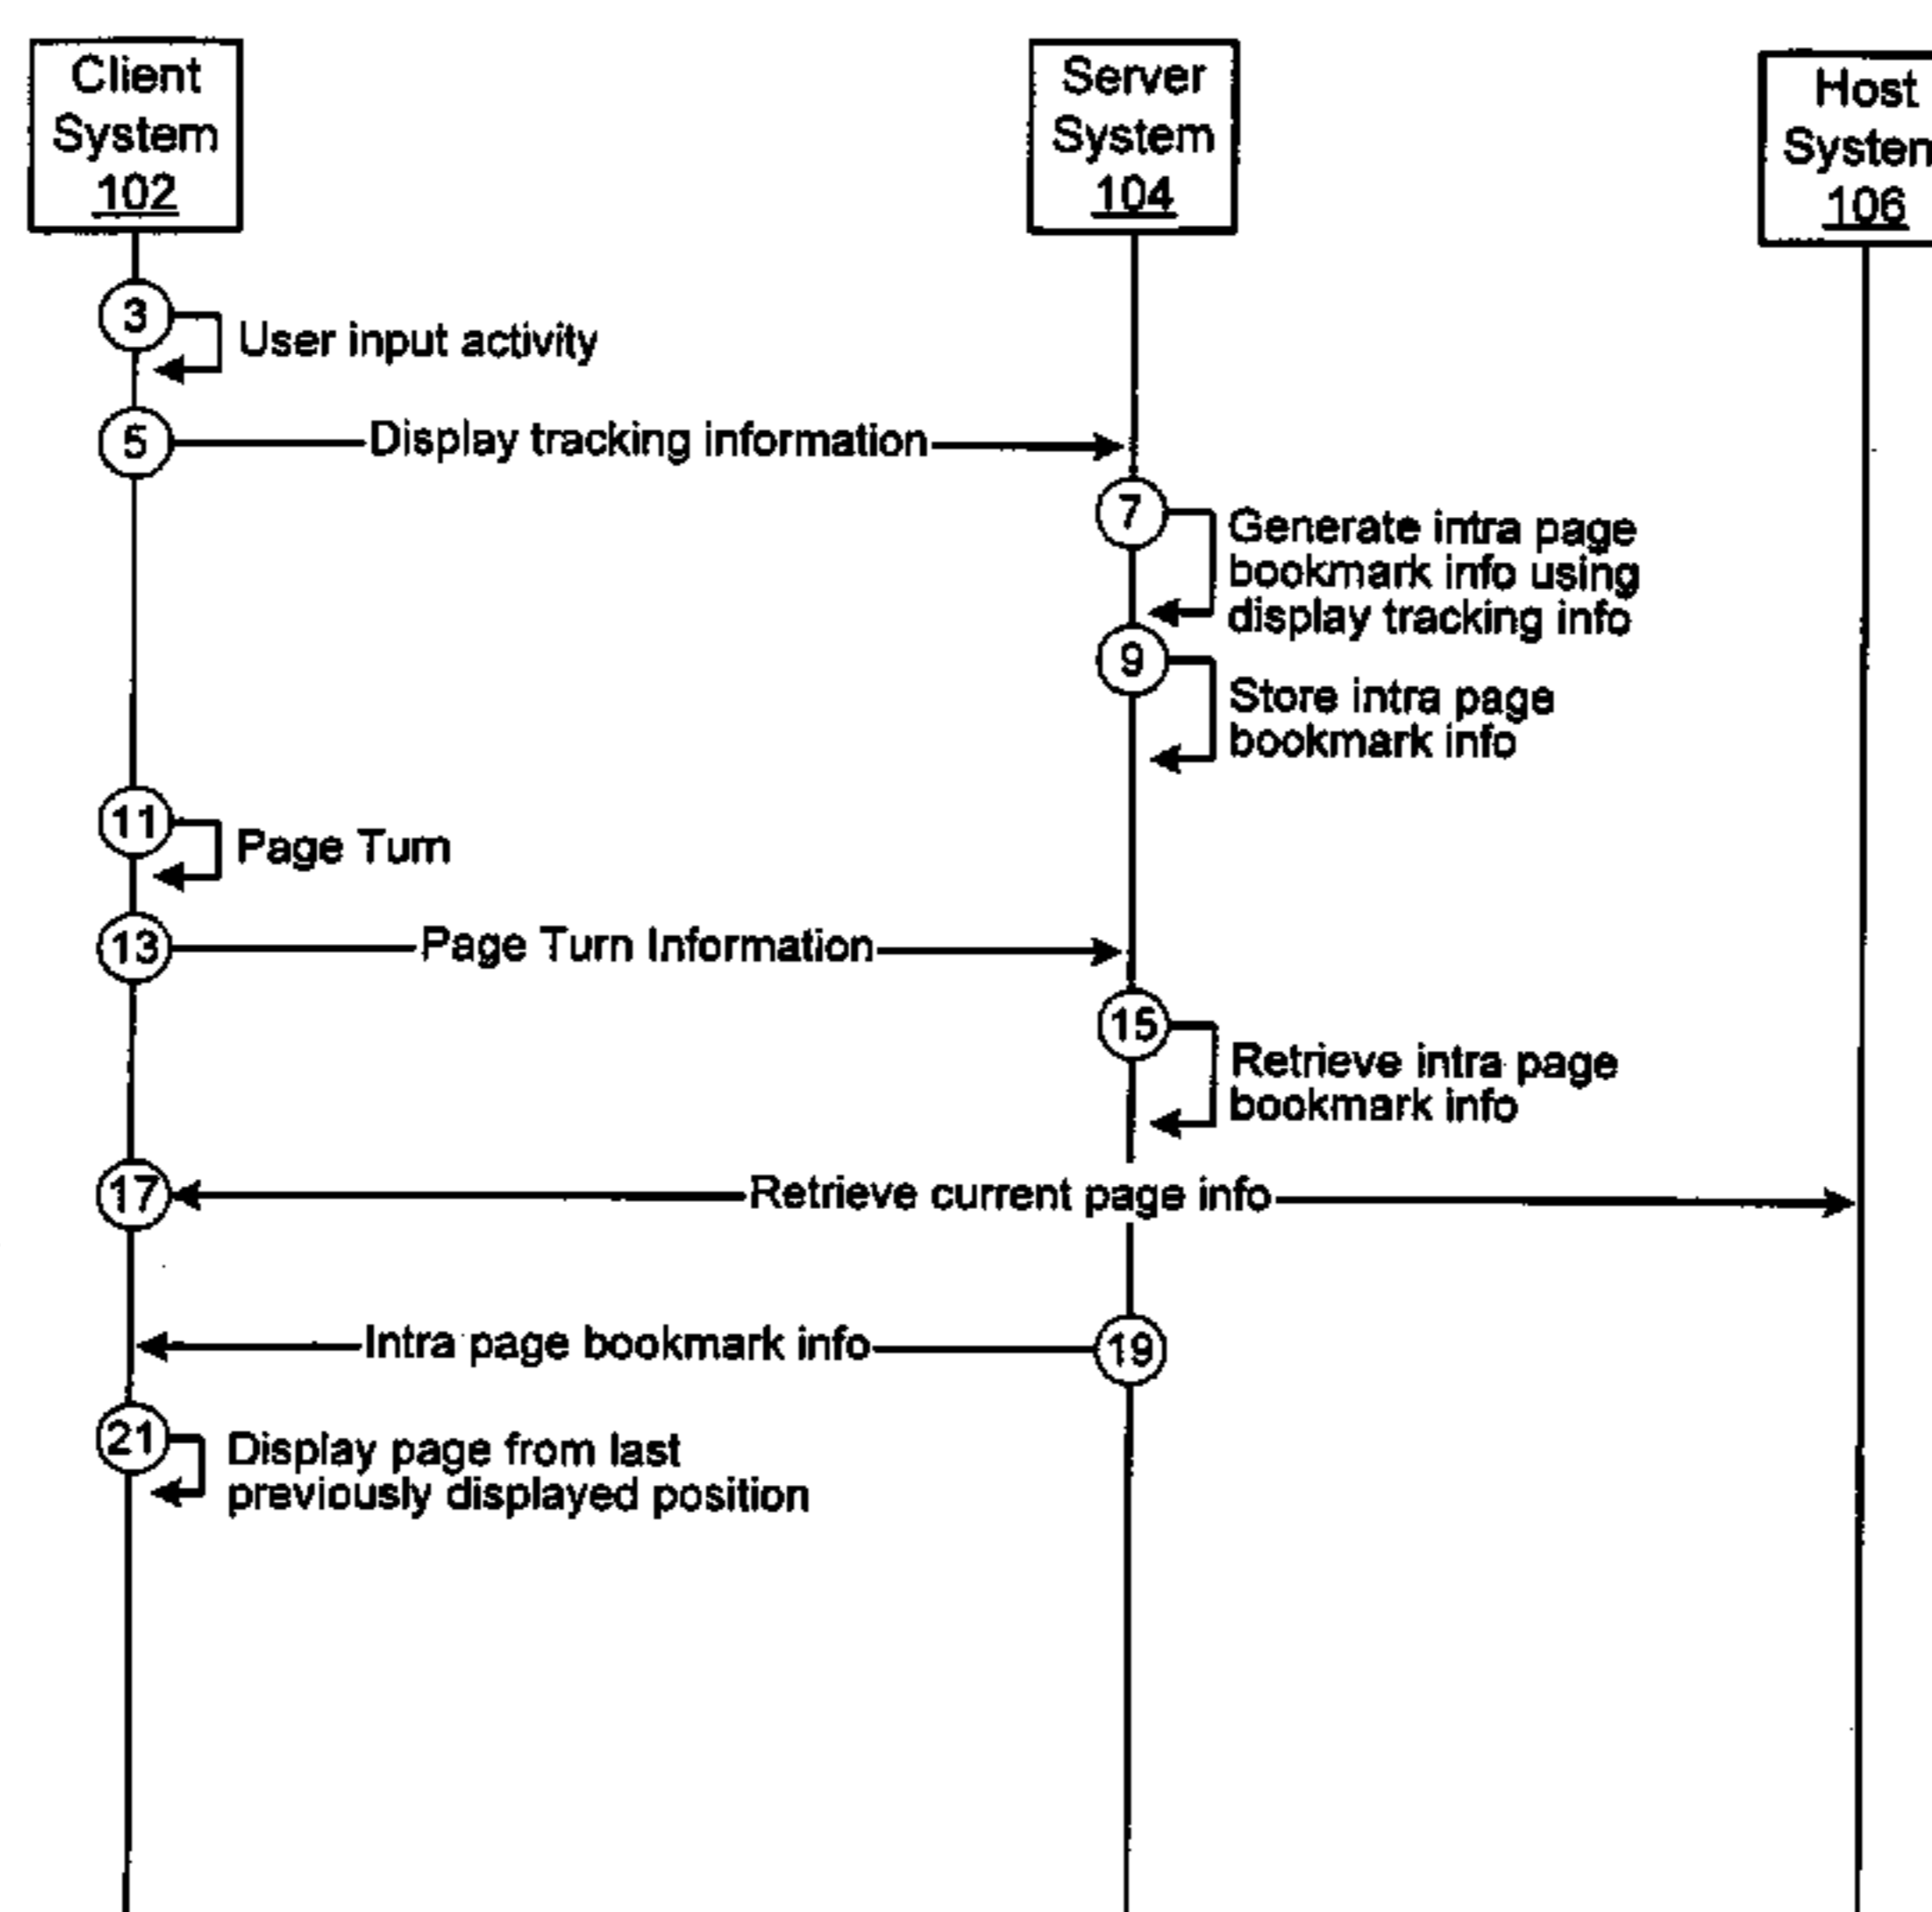 Client
System
102
Server
System
104
Host
System
106
3
User input activity
5
Display tracking information
7
Generate intra page
bookmark info using
display tracking info
9
Store intra page
bookmark info
11
Page Turn
13
Page Turn Information
15
Retrieve intra page
bookmark info
17
Retrieve current page info
Intra page bookmark info
19
21
Display page from last
previously displayed position